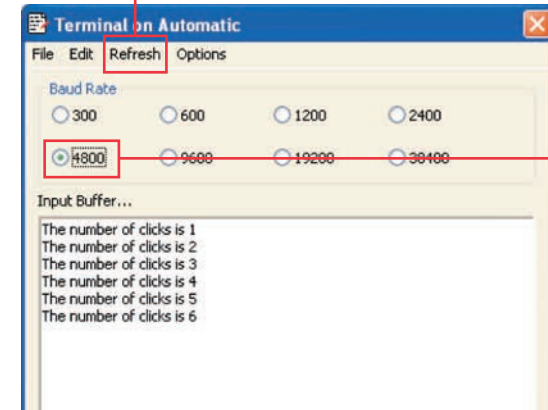 Terminal on Automatic
File Edit Refresh Options
Baud Rate
300 600 1200 2400
4800 9600 19200 38400
Input Buffer...
The number of clicks is 1
The number of clicks is 2
The number of clicks is 3
The number of clicks is 4
The number of clicks is 5
The number of clicks is 6